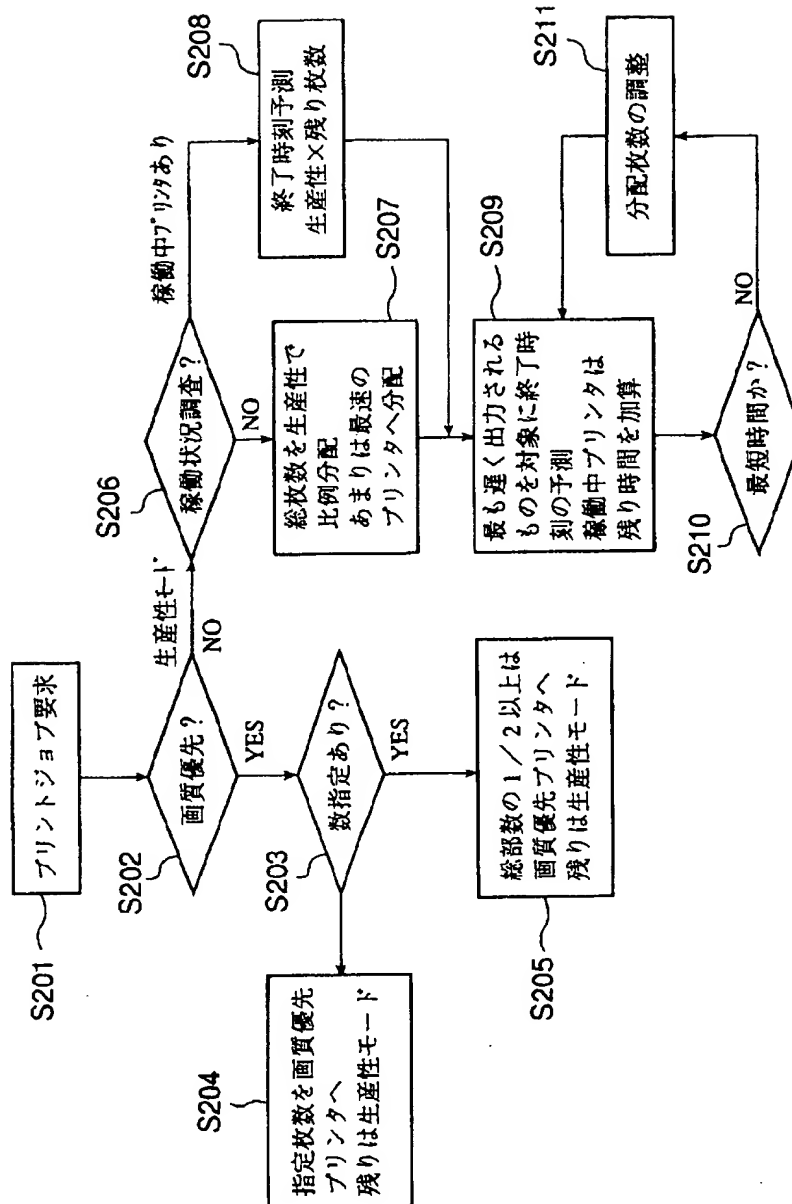 S201
プリントジョブ要求
S202
画質優先?
生産性モード
NO
YES
S203
数指定あり?
YES
S204
指定枚数を画質優先
プリンタへ
残りは生産性モード
S205
総部数の1/2以上は
画質優先プリンタへ
残りは生産性モード
S206
稼働状況調査?
稼働中プリンタあり
NO
S207
総枚数を生産性で
比例分配
あまりは最速の
プリンタへ分配
S208
終了時刻予測
生産性×残り枚数
S209
最も遅く出力される
ものを対象に終了時
刻の予測
稼働中プリンタは
残り時間を加算
S210
最短時間か?
NO
S211
分配枚数の調整